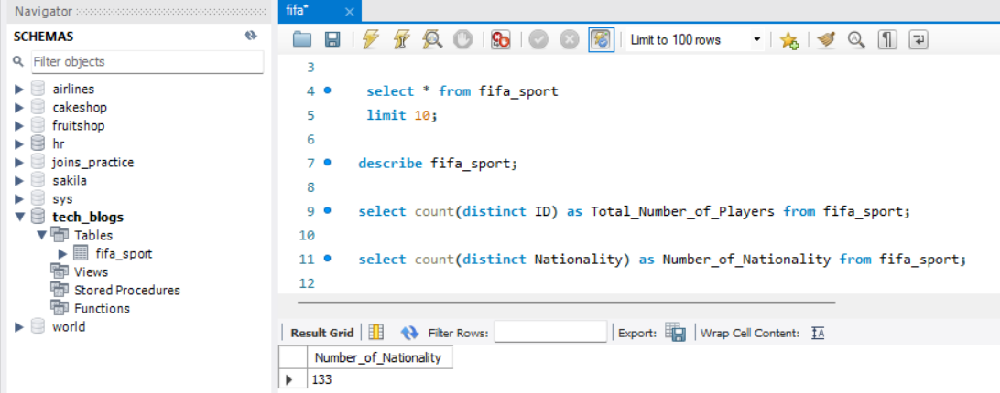 Navigator
SCHEMAS
Filter objects
airlines
cakeshop
fruitshop
hr
joins_practice
sakila
sys
tech_blogs
Tables
fifa_sport
Views
Stored Procedures
Functions
world
fifa*
Limit to 100 rows
3
4 select * from fifa_sport
5 limit 10;
6
7 describe fifa_sport;
8
9 select count(distinct ID) as Total_Number_of_Players from fifa_sport;
10
11 select count(distinct Nationality) as Number_of_Nationality from fifa_sport;
12
Result Grid Filter Rows: Export: Wrap Cell Content:
Number_of_Nationality
133